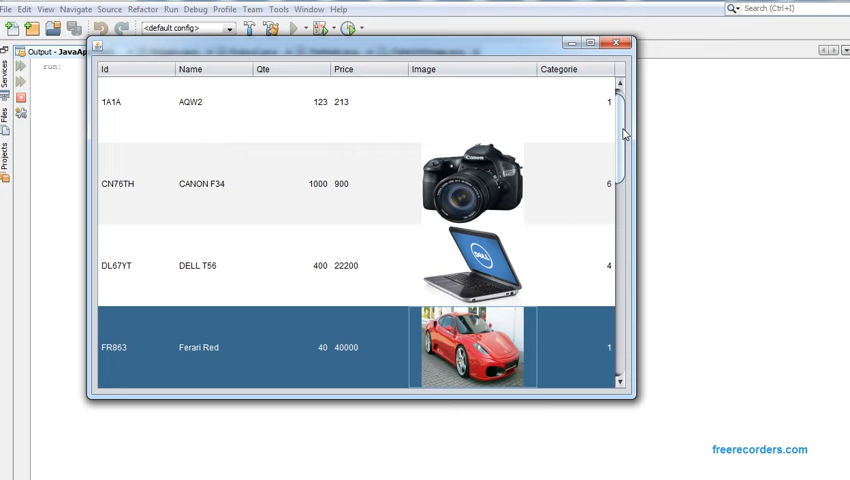 File Edit View Navigate Source Refactor Run Debug Profile Team Tools Window Help
Search (Ctrl+I)
<default config>
Output - JavaAp
run:
Services
Files
Projects
Id Name Qte Price Image Categorie
1A1A AQW2 123 213 1
CN76TH CANON F34 1000 900 6
Canon
DL67YT DELL T56 400 22200 4
DELL
FR863 Ferari Red 40 40000 1
freerecorders.com